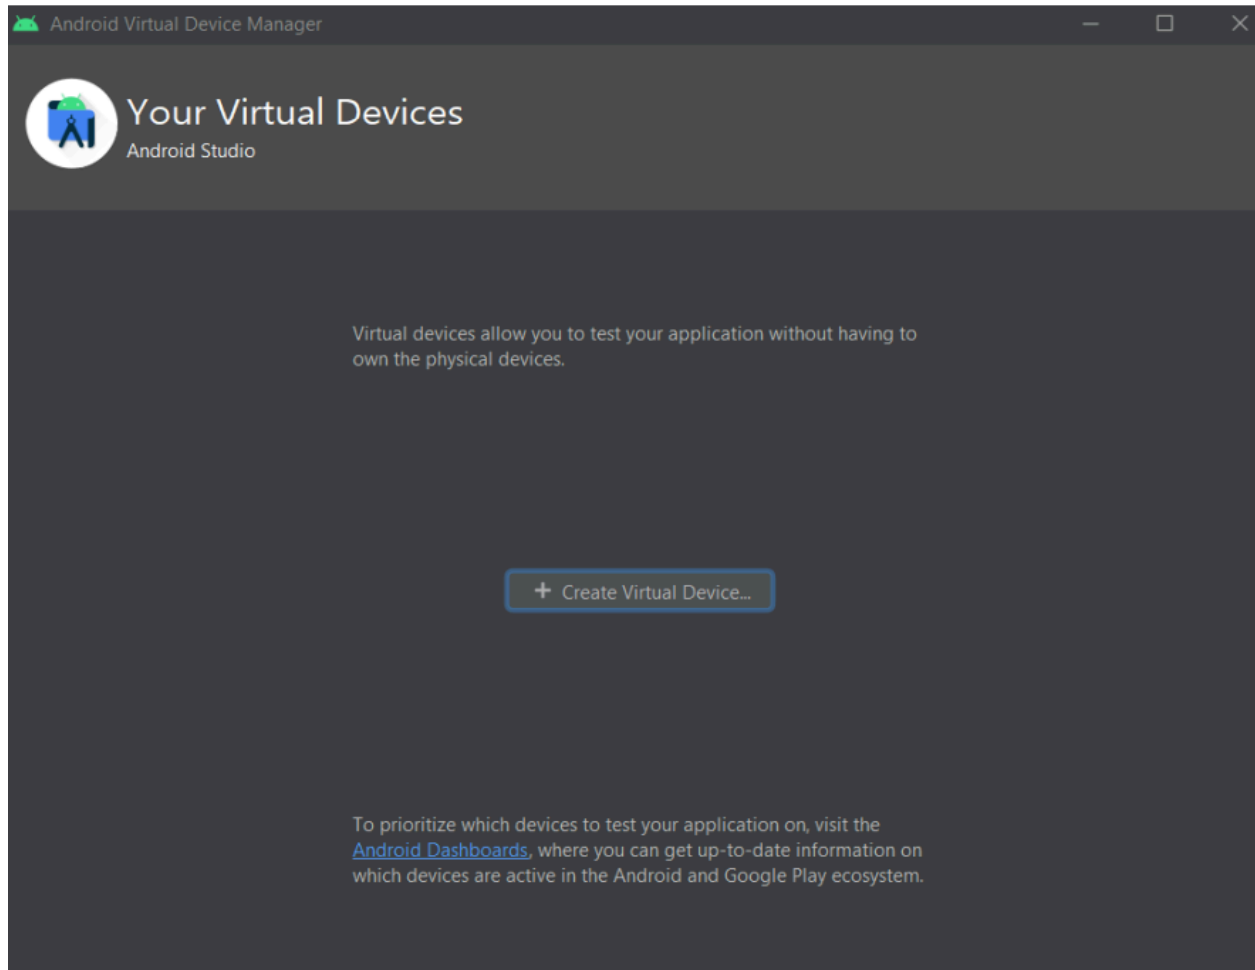 Android Virtual Device Manager
Your Virtual Devices
Android Studio
Virtual devices allow you to test your application without having to
own the physical devices.
+ Create Virtual Device...
To prioritize which devices to test your application on, visit the
Android Dashboards, where you can get up-to-date information on
which devices are active in the Android and Google Play ecosystem.